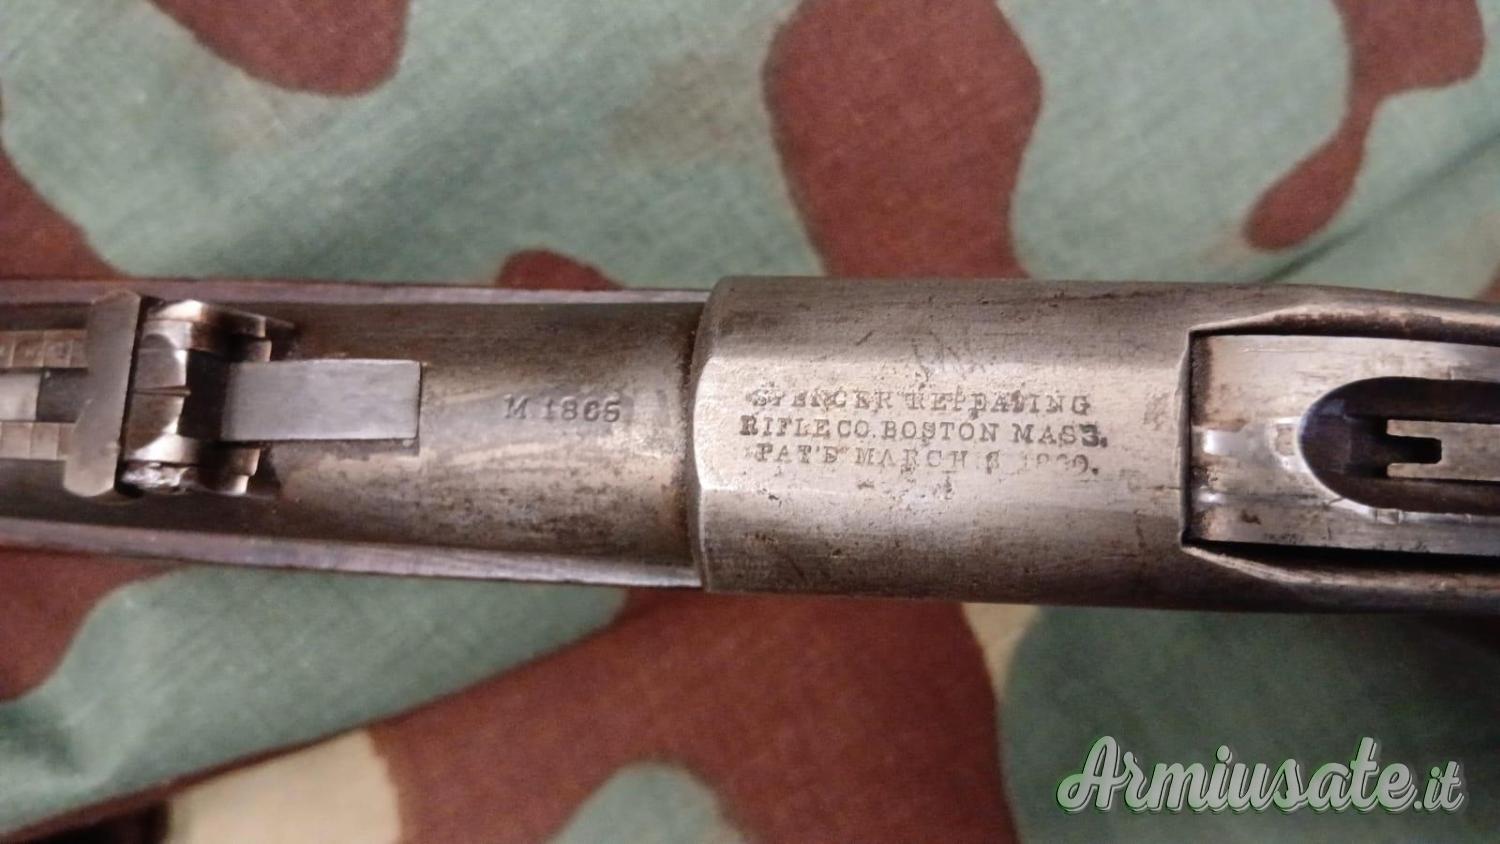 M 1865
SPENCER REPEATING
RIFLE CO. BOSTON MASS.
PAT'D MARCH 6 1860.
Armiusate.it